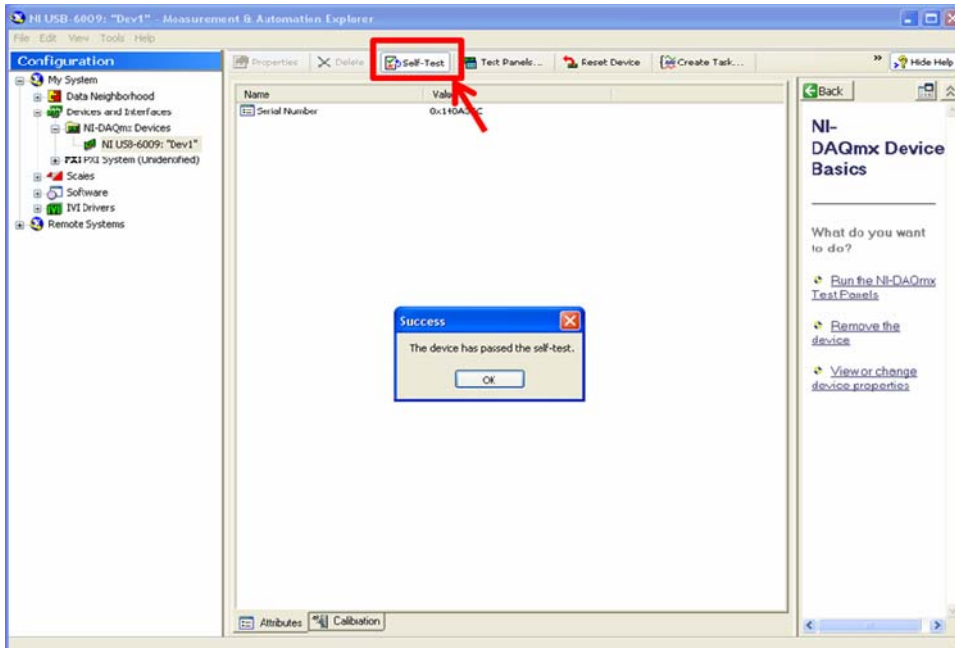 NI USB-6009: "Dev1" - Measurement & Automation Explorer
File Edit View Tools Help
Configuration
My System
Data Neighborhood
Devices and Interfaces
NI-DAQmx Devices
NI USB-6009: "Dev1"
PXI PXI System (Unidentified)
Scales
Software
IVI Drivers
Remote Systems
Properties Delete Self-Test Test Panels... Reset Device Create Task... » Hide Help
Name Value
Serial Number
Success
The device has passed the self-test.
OK
Attributes Calibration
Back
NI-
DAQmx Device
Basics
What do you want
to do?
Run the NI-DAQmx
Test Panels
Remove the
device
View or change
device properties